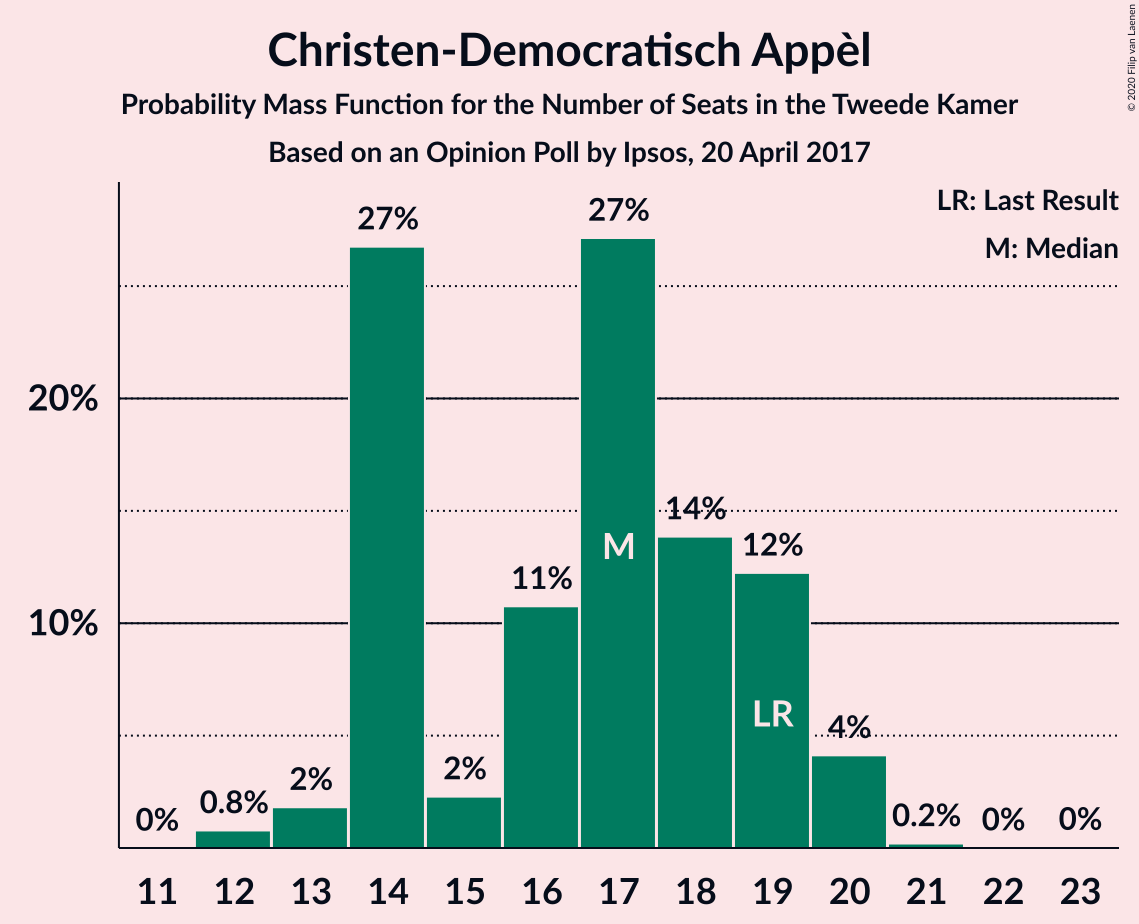 Christen-Democratisch Appèl
Probability Mass Function for the Number of Seats in the Tweede Kamer
Based on an Opinion Poll by Ipsos, 20 April 2017
© 2020 Filip van Laenen
LR: Last Result
M: Median
20%
10%
0%
0.8%
2%
27%
2%
11%
27%
14%
12%
4%
0.2%
0%
0%
M
LR
11 12 13 14 15 16 17 18 19 20 21 22 23